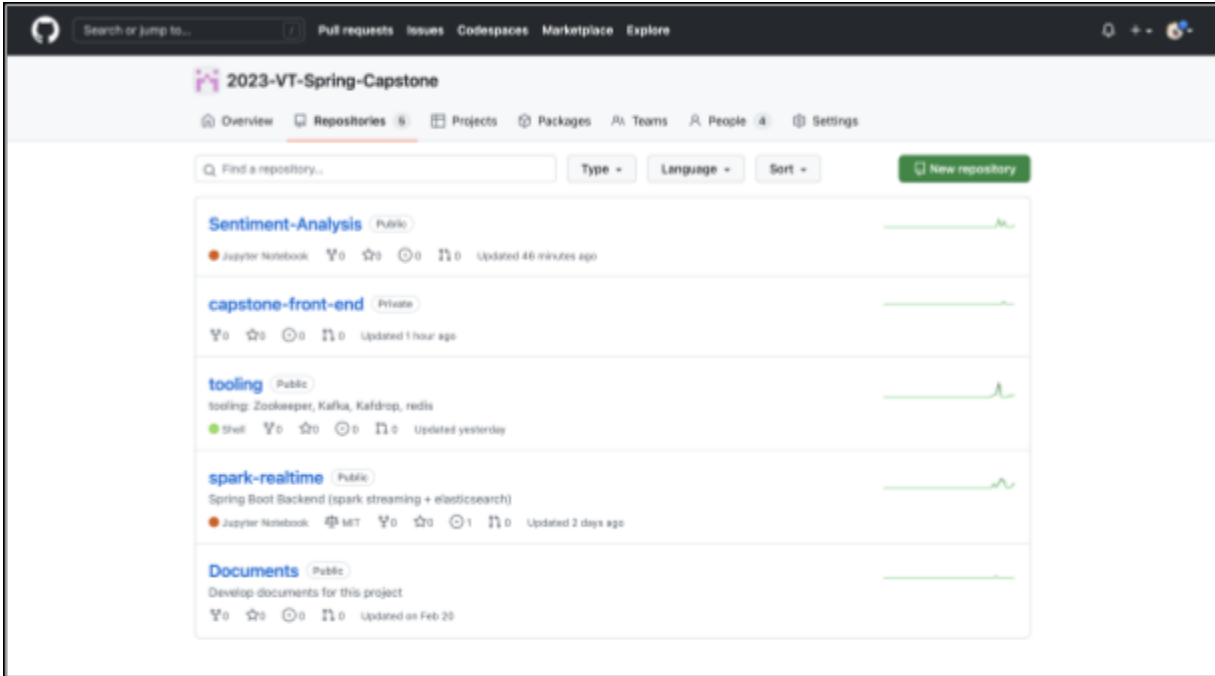 Search or jump to... / Pull requests Issues Codespaces Marketplace Explore
2023-VT-Spring-Capstone
Overview Repositories 5 Projects Packages Teams People 4 Settings
Find a repository... Type Language Sort New repository
Sentiment-Analysis Public
Jupyter Notebook 0 0 0 0 Updated 46 minutes ago
capstone-front-end Private
0 0 0 0 Updated 1 hour ago
tooling Public
tooling: Zookeeper, Kafka, Kafdrop, redis
Shell 0 0 0 0 Updated yesterday
spark-realtime Public
Spring Boot Backend (spark streaming + elasticsearch)
Jupyter Notebook MIT 0 0 1 0 Updated 2 days ago
Documents Public
Develop documents for this project
0 0 0 0 Updated on Feb 20